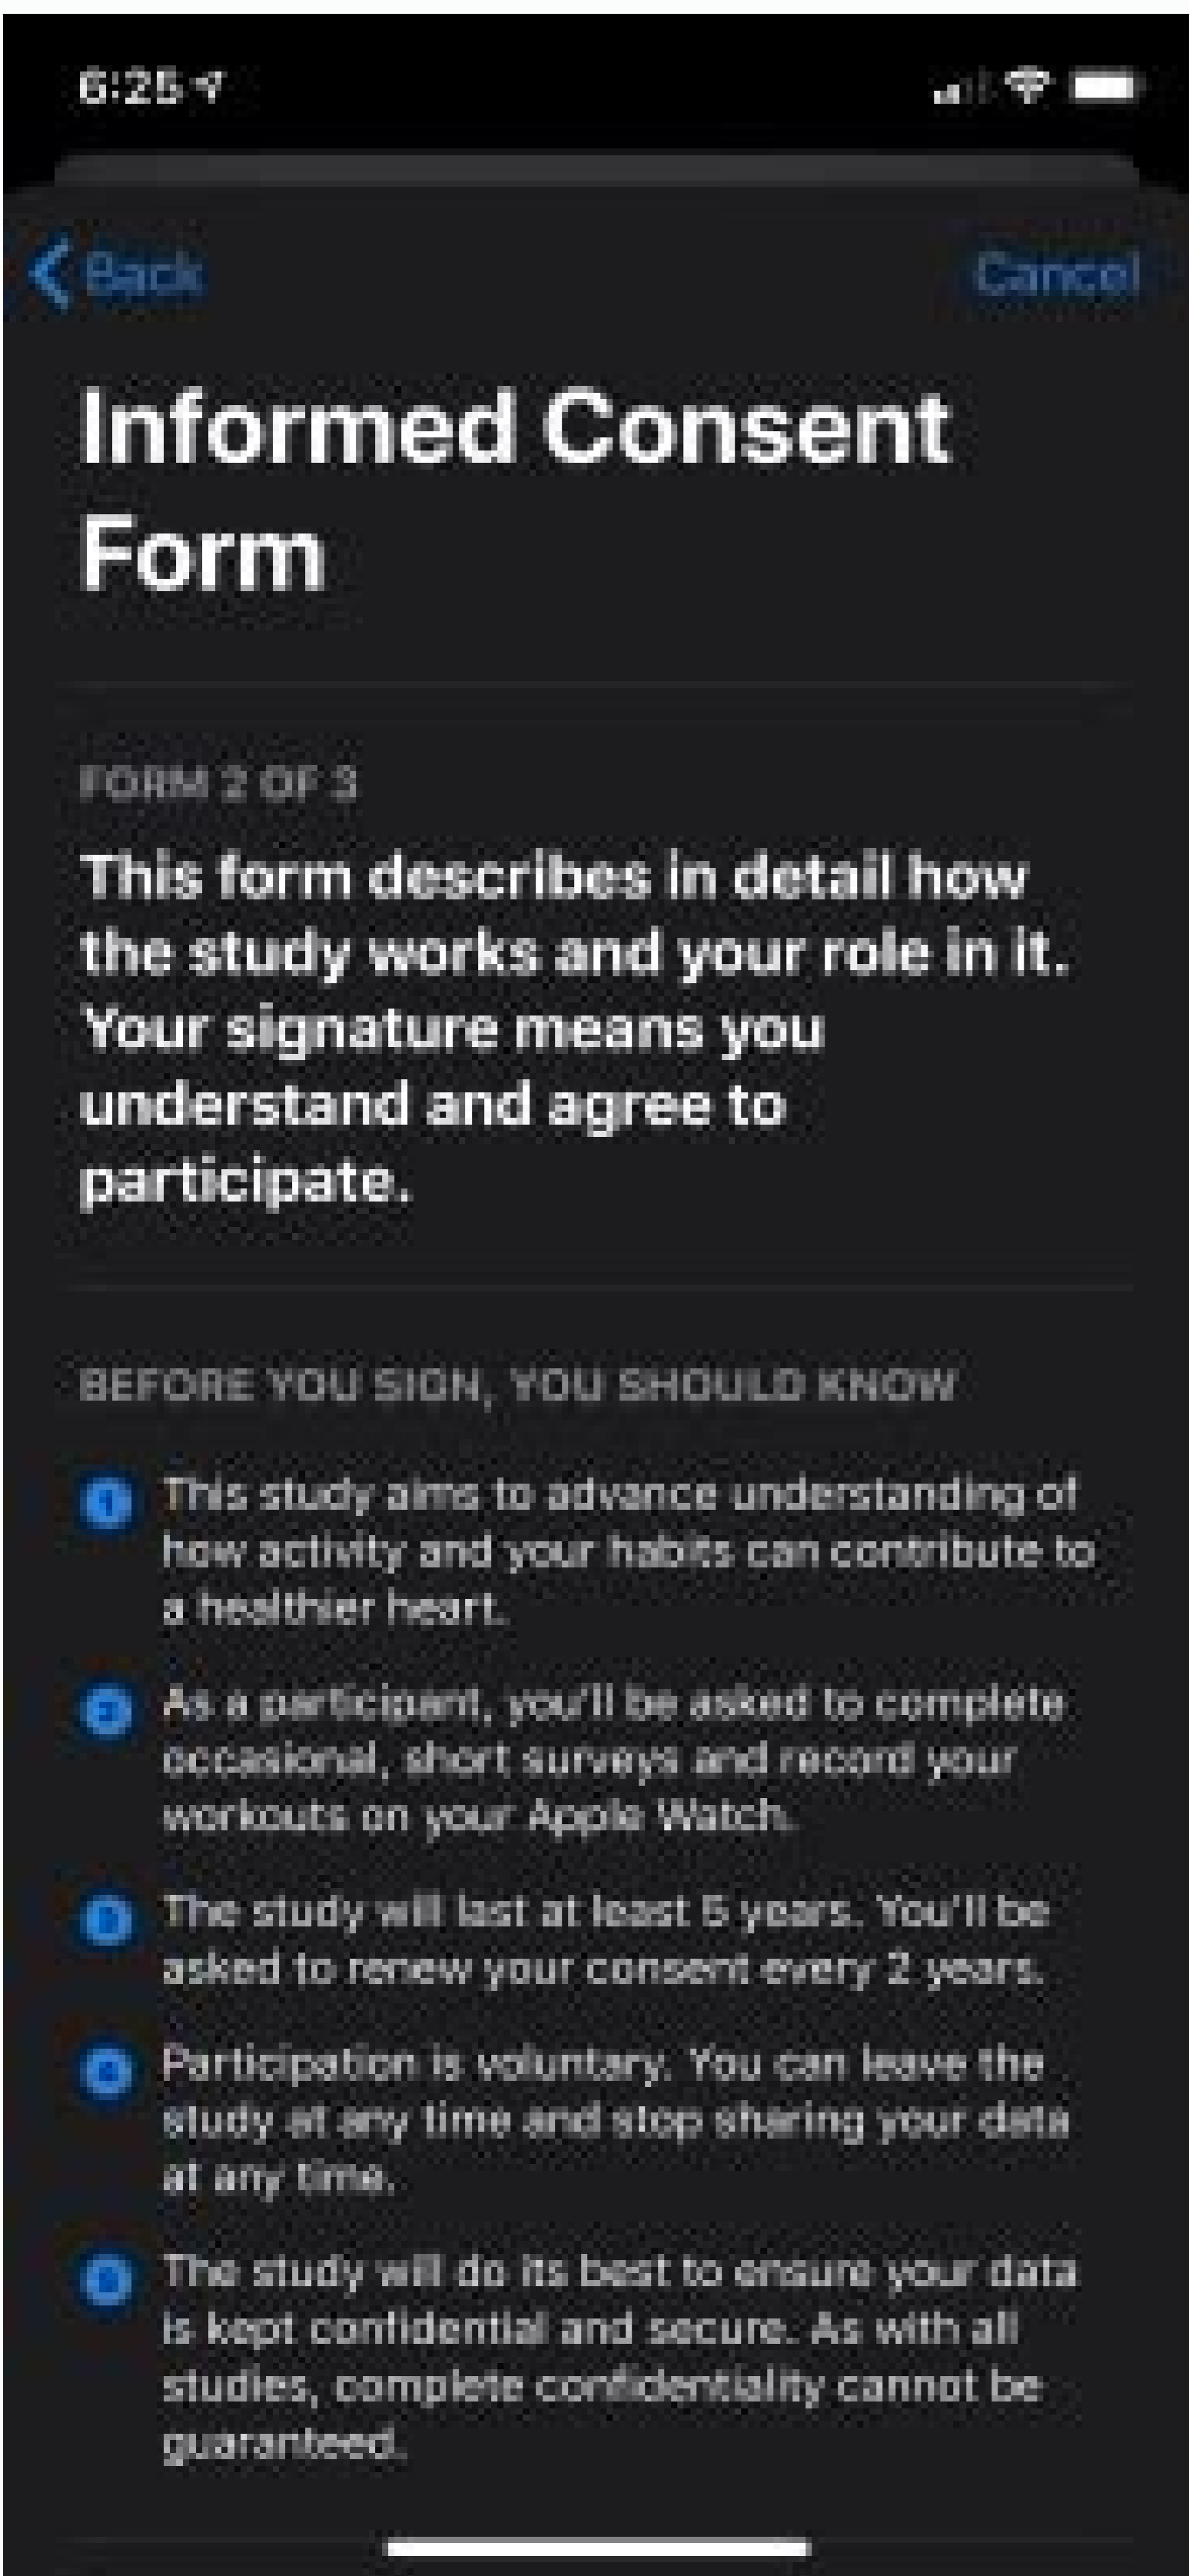 6:25
Back
Cancel
Informed Consent
Form
FORM 2 OF 3
This form describes in detail how
the study works and your role in it.
Your signature means you
understand and agree to
participate.
BEFORE YOU SIGN, YOU SHOULD KNOW
1 This study aims to advance understanding of
how activity and your habits can contribute to
a healthier heart.
2 As a participant, you'll be asked to complete
occasional, short surveys and record your
workouts on your Apple Watch.
The study will last at least 5 years. You'll be
asked to renew your consent every 2 years.
Participation is voluntary. You can leave the
study at any time and stop sharing your data
at any time.
The study will do its best to ensure your data
is kept confidential and secure. As with all
studies, complete confidentiality cannot be
guaranteed.